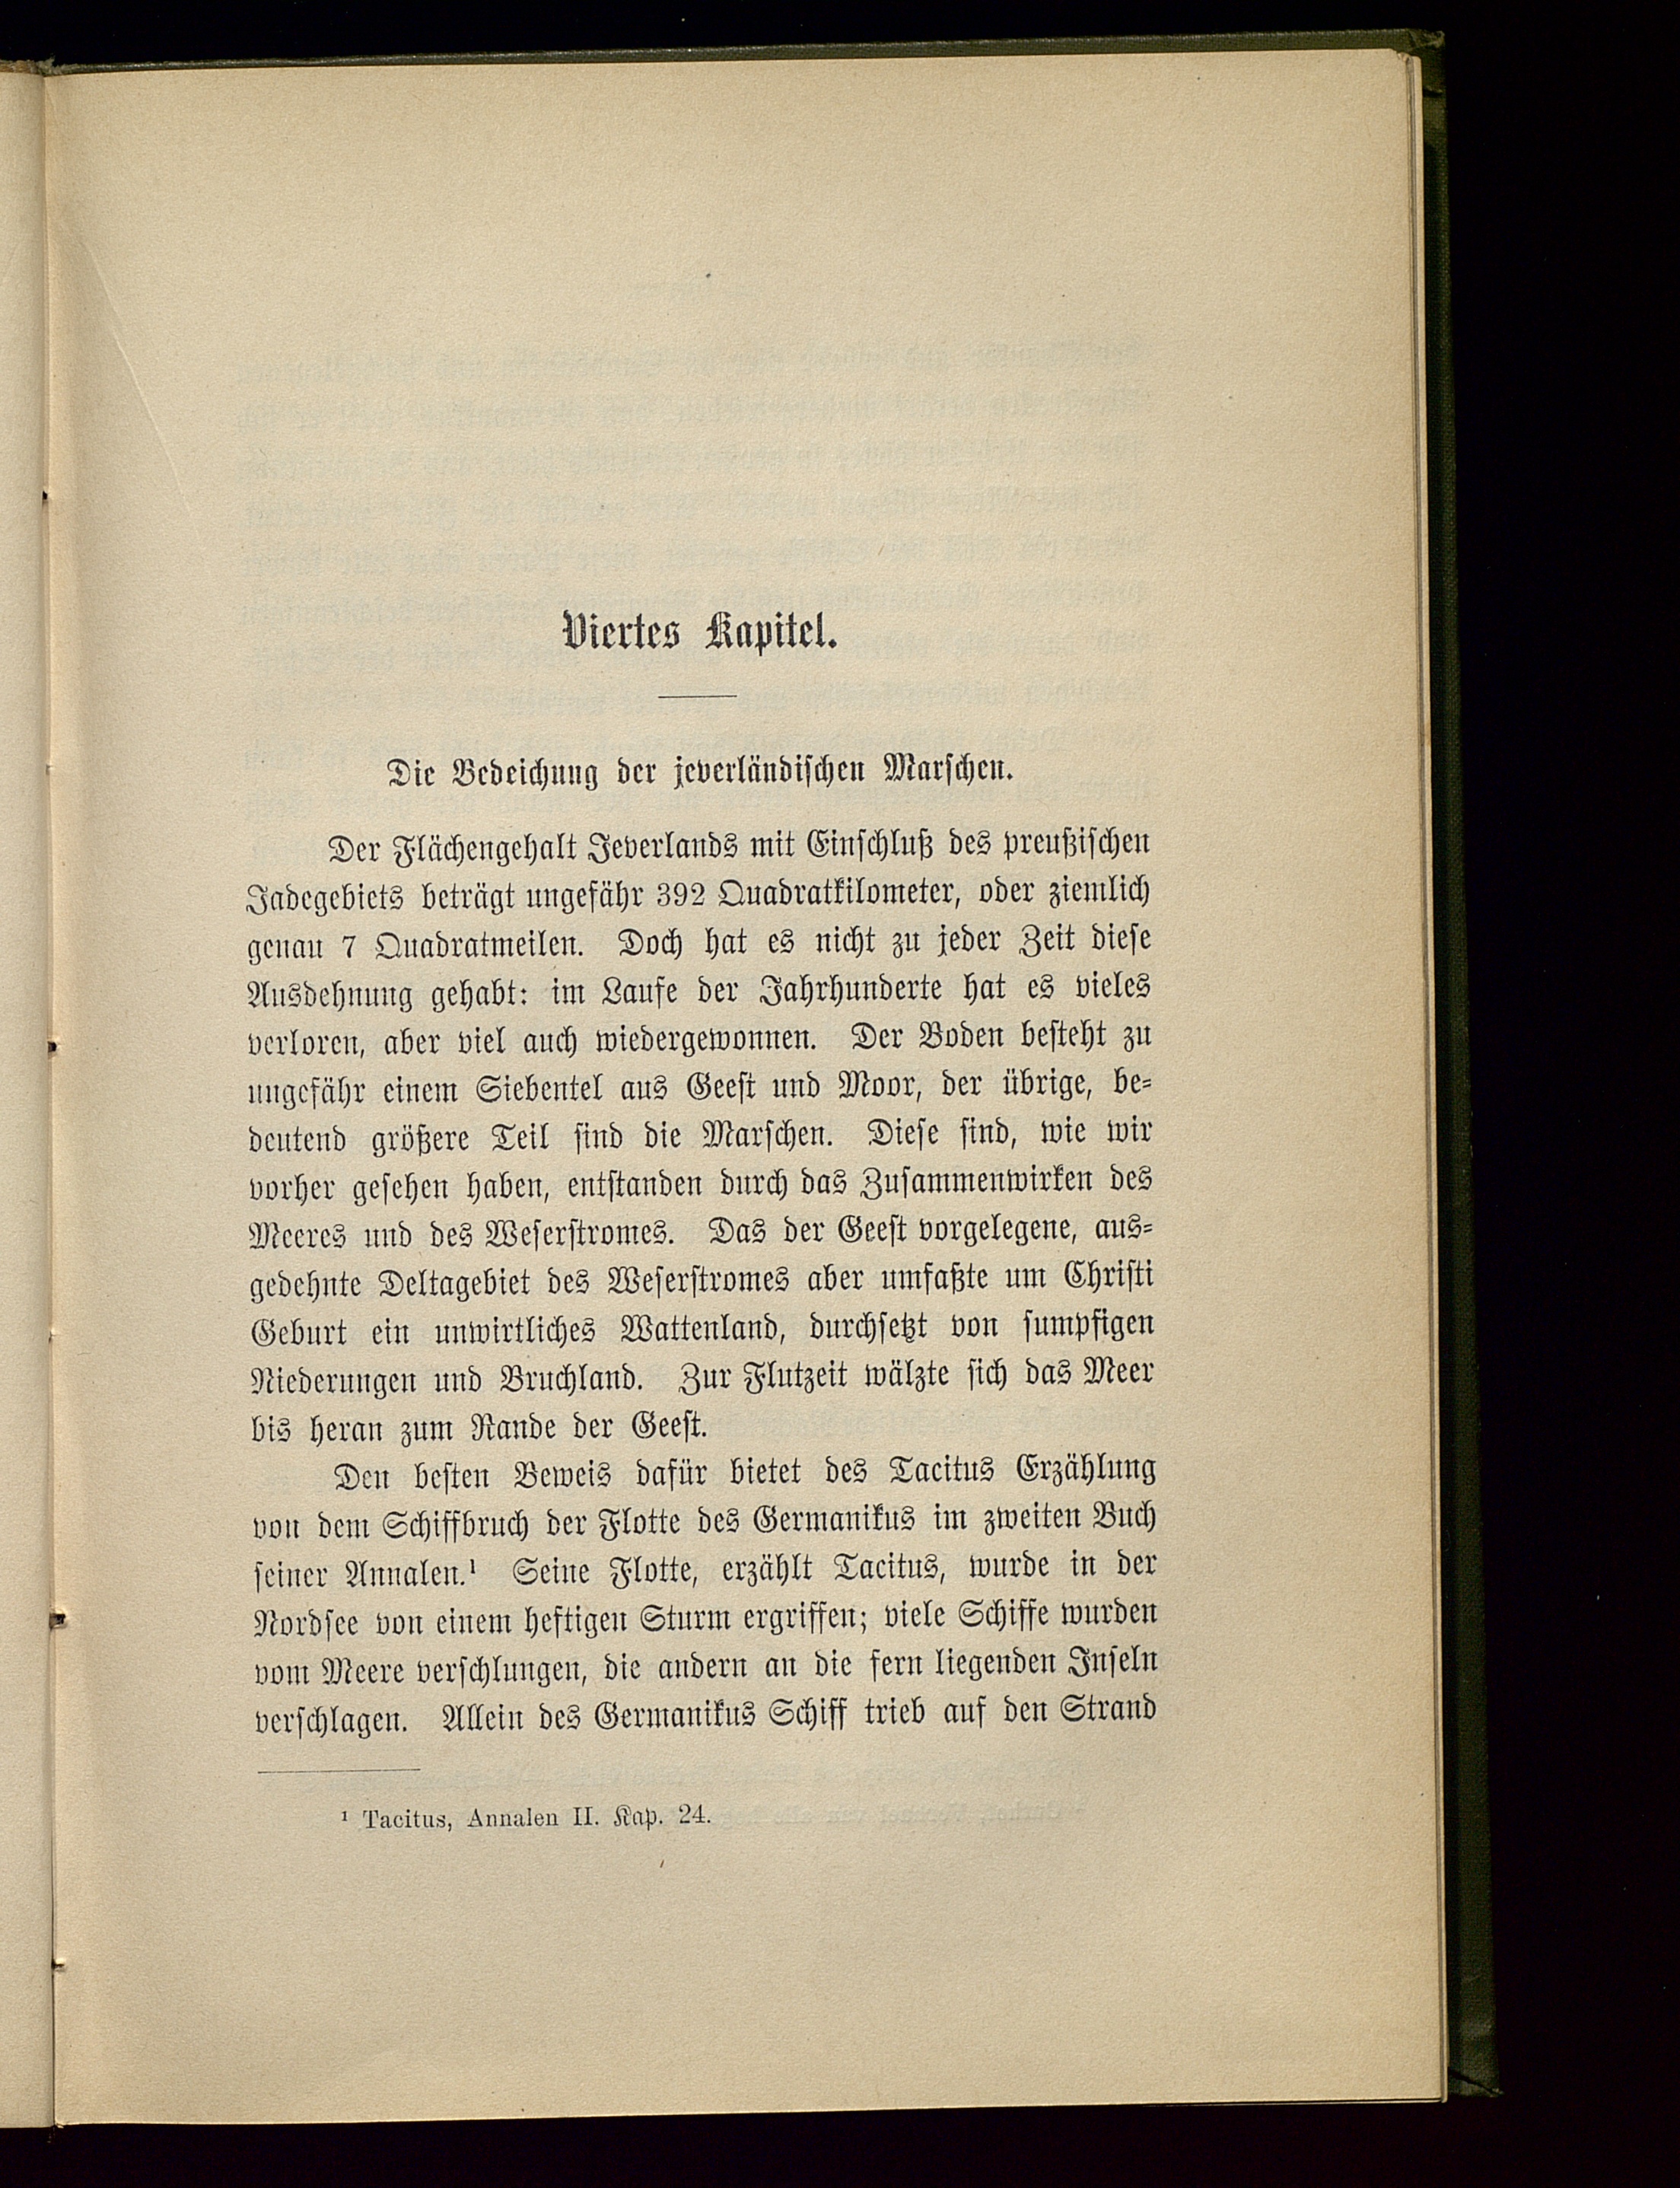 Viertes Kapitel.
Die Bedeichung der jeverländischen Marschen.
Der Flächengehalt Jeverlands mit Einschluß des preußischen
Jadegebiets beträgt ungefähr 392 Quadratkilometer, oder ziemlich
genau 7 Quadratmeilen. Doch hat es nicht zu jeder Zeit diese
Ausdehnung gehabt: im Laufe der Jahrhunderte hat es vieles
verloren, aber viel auch wiedergewonnen. Der Boden besteht zu
ungefähr einem Siebentel aus Geest und Moor, der übrige, be-
deutend größere Teil sind die Marschen. Diese sind, wie wir
vorher gesehen haben, entstanden durch das Zusammenwirken des
Meeres und des Weserstromes. Das der Geest vorgelegene, aus-
gedehnte Deltagebiet des Weserstromes aber umfaßte um Christi
Geburt ein unwirtliches Wattenland, durchsetzt von sumpfigen
Niederungen und Bruchland. Zur Flutzeit wälzte sich das Meer
bis heran zum Rande der Geest.
Den besten Beweis dafür bietet des Tacitus Erzählung
von dem Schiffbruch der Flotte des Germanikus im zweiten Buch
seiner Annalen.¹ Seine Flotte, erzählt Tacitus, wurde in der
Nordsee von einem heftigen Sturm ergriffen; viele Schiffe wurden
vom Meere verschlungen, die andern an die fern liegenden Inseln
verschlagen. Allein des Germanikus Schiff trieb auf den Strand
¹ Tacitus, Annalen II. Kap. 24.